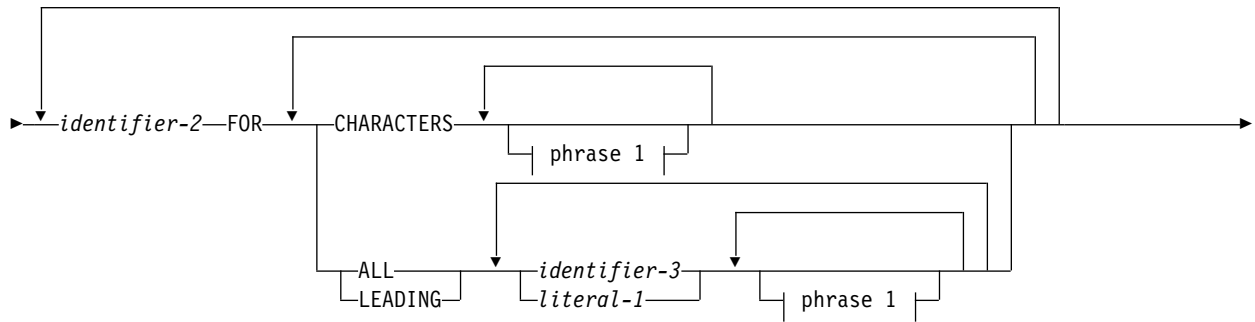 identifier-2 FOR CHARACTERS
phrase 1
ALL identifier-3
LEADING literal-1
phrase 1